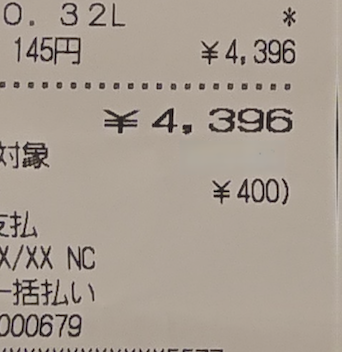 0. 32L *
145円 ¥4,396
¥4,396
対象
¥400)
支払
X/XX NC
一括払い
000679